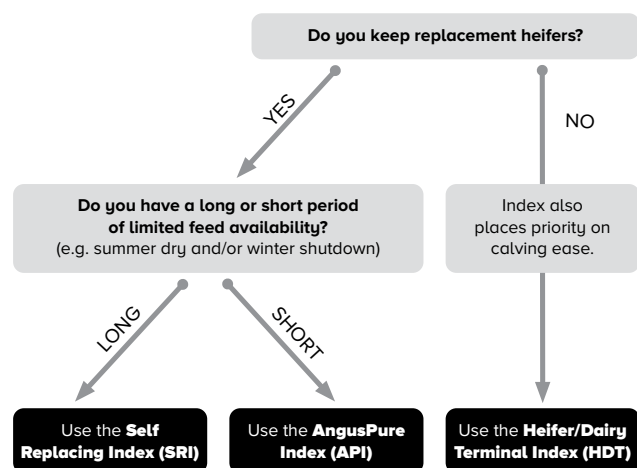 Do you keep replacement heifers?
YES
NO
Do you have a long or short period
of limited feed availability?
(e.g. summer dry and/or winter shutdown)
Index also
places priority on
calving ease.
LONG
SHORT
Use the Self
Replacing Index (SRI)
Use the AngusPure
Index (API)
Use the Heifer/Dairy
Terminal Index (HDT)